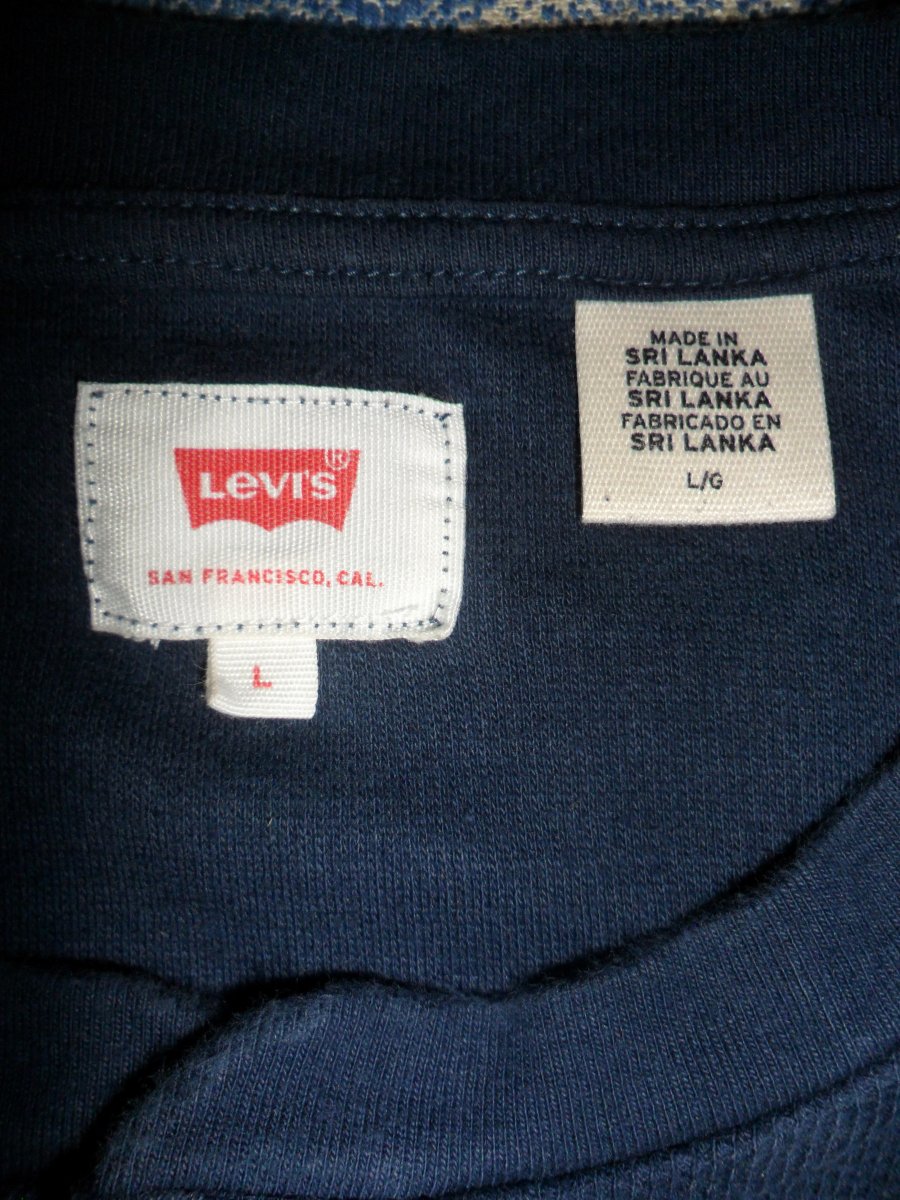 LEVI'S®
SAN FRANCISCO, CAL.
L
MADE IN
SRI LANKA
FABRIQUE AU
SRI LANKA
FABRICADO EN
SRI LANKA
L/G